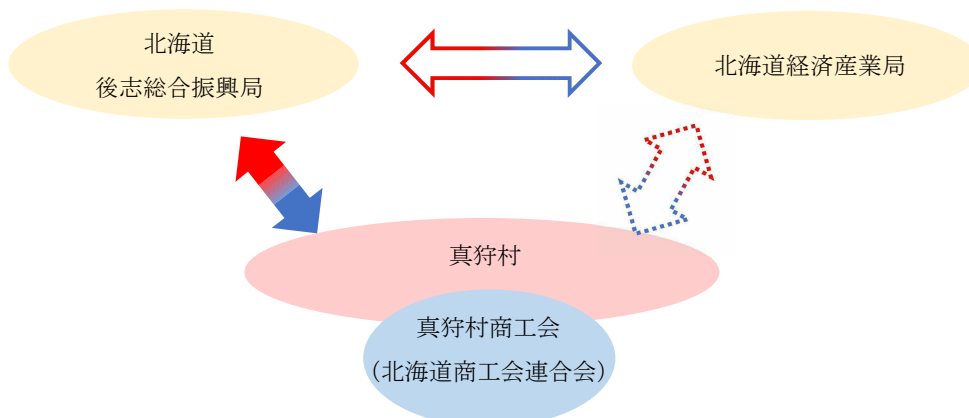 北海道
後志総合振興局
北海道経済産業局
真狩村
真狩村商工会
（北海道商工会連合会）